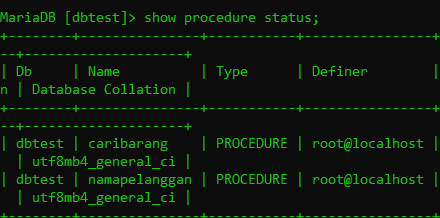 MariaDB [dbtest]> show procedure status;
+--------+---------------+-----------+----------------+
--+--------------------+
| Db     | Name          | Type      | Definer        |
n | Database Collation |
+--------+---------------+-----------+----------------+
--+--------------------+
| dbtest | caribarang    | PROCEDURE | root@localhost |
  | utf8mb4_general_ci |
| dbtest | namapelanggan | PROCEDURE | root@localhost |
  | utf8mb4_general_ci |
+--------+---------------+-----------+----------------+